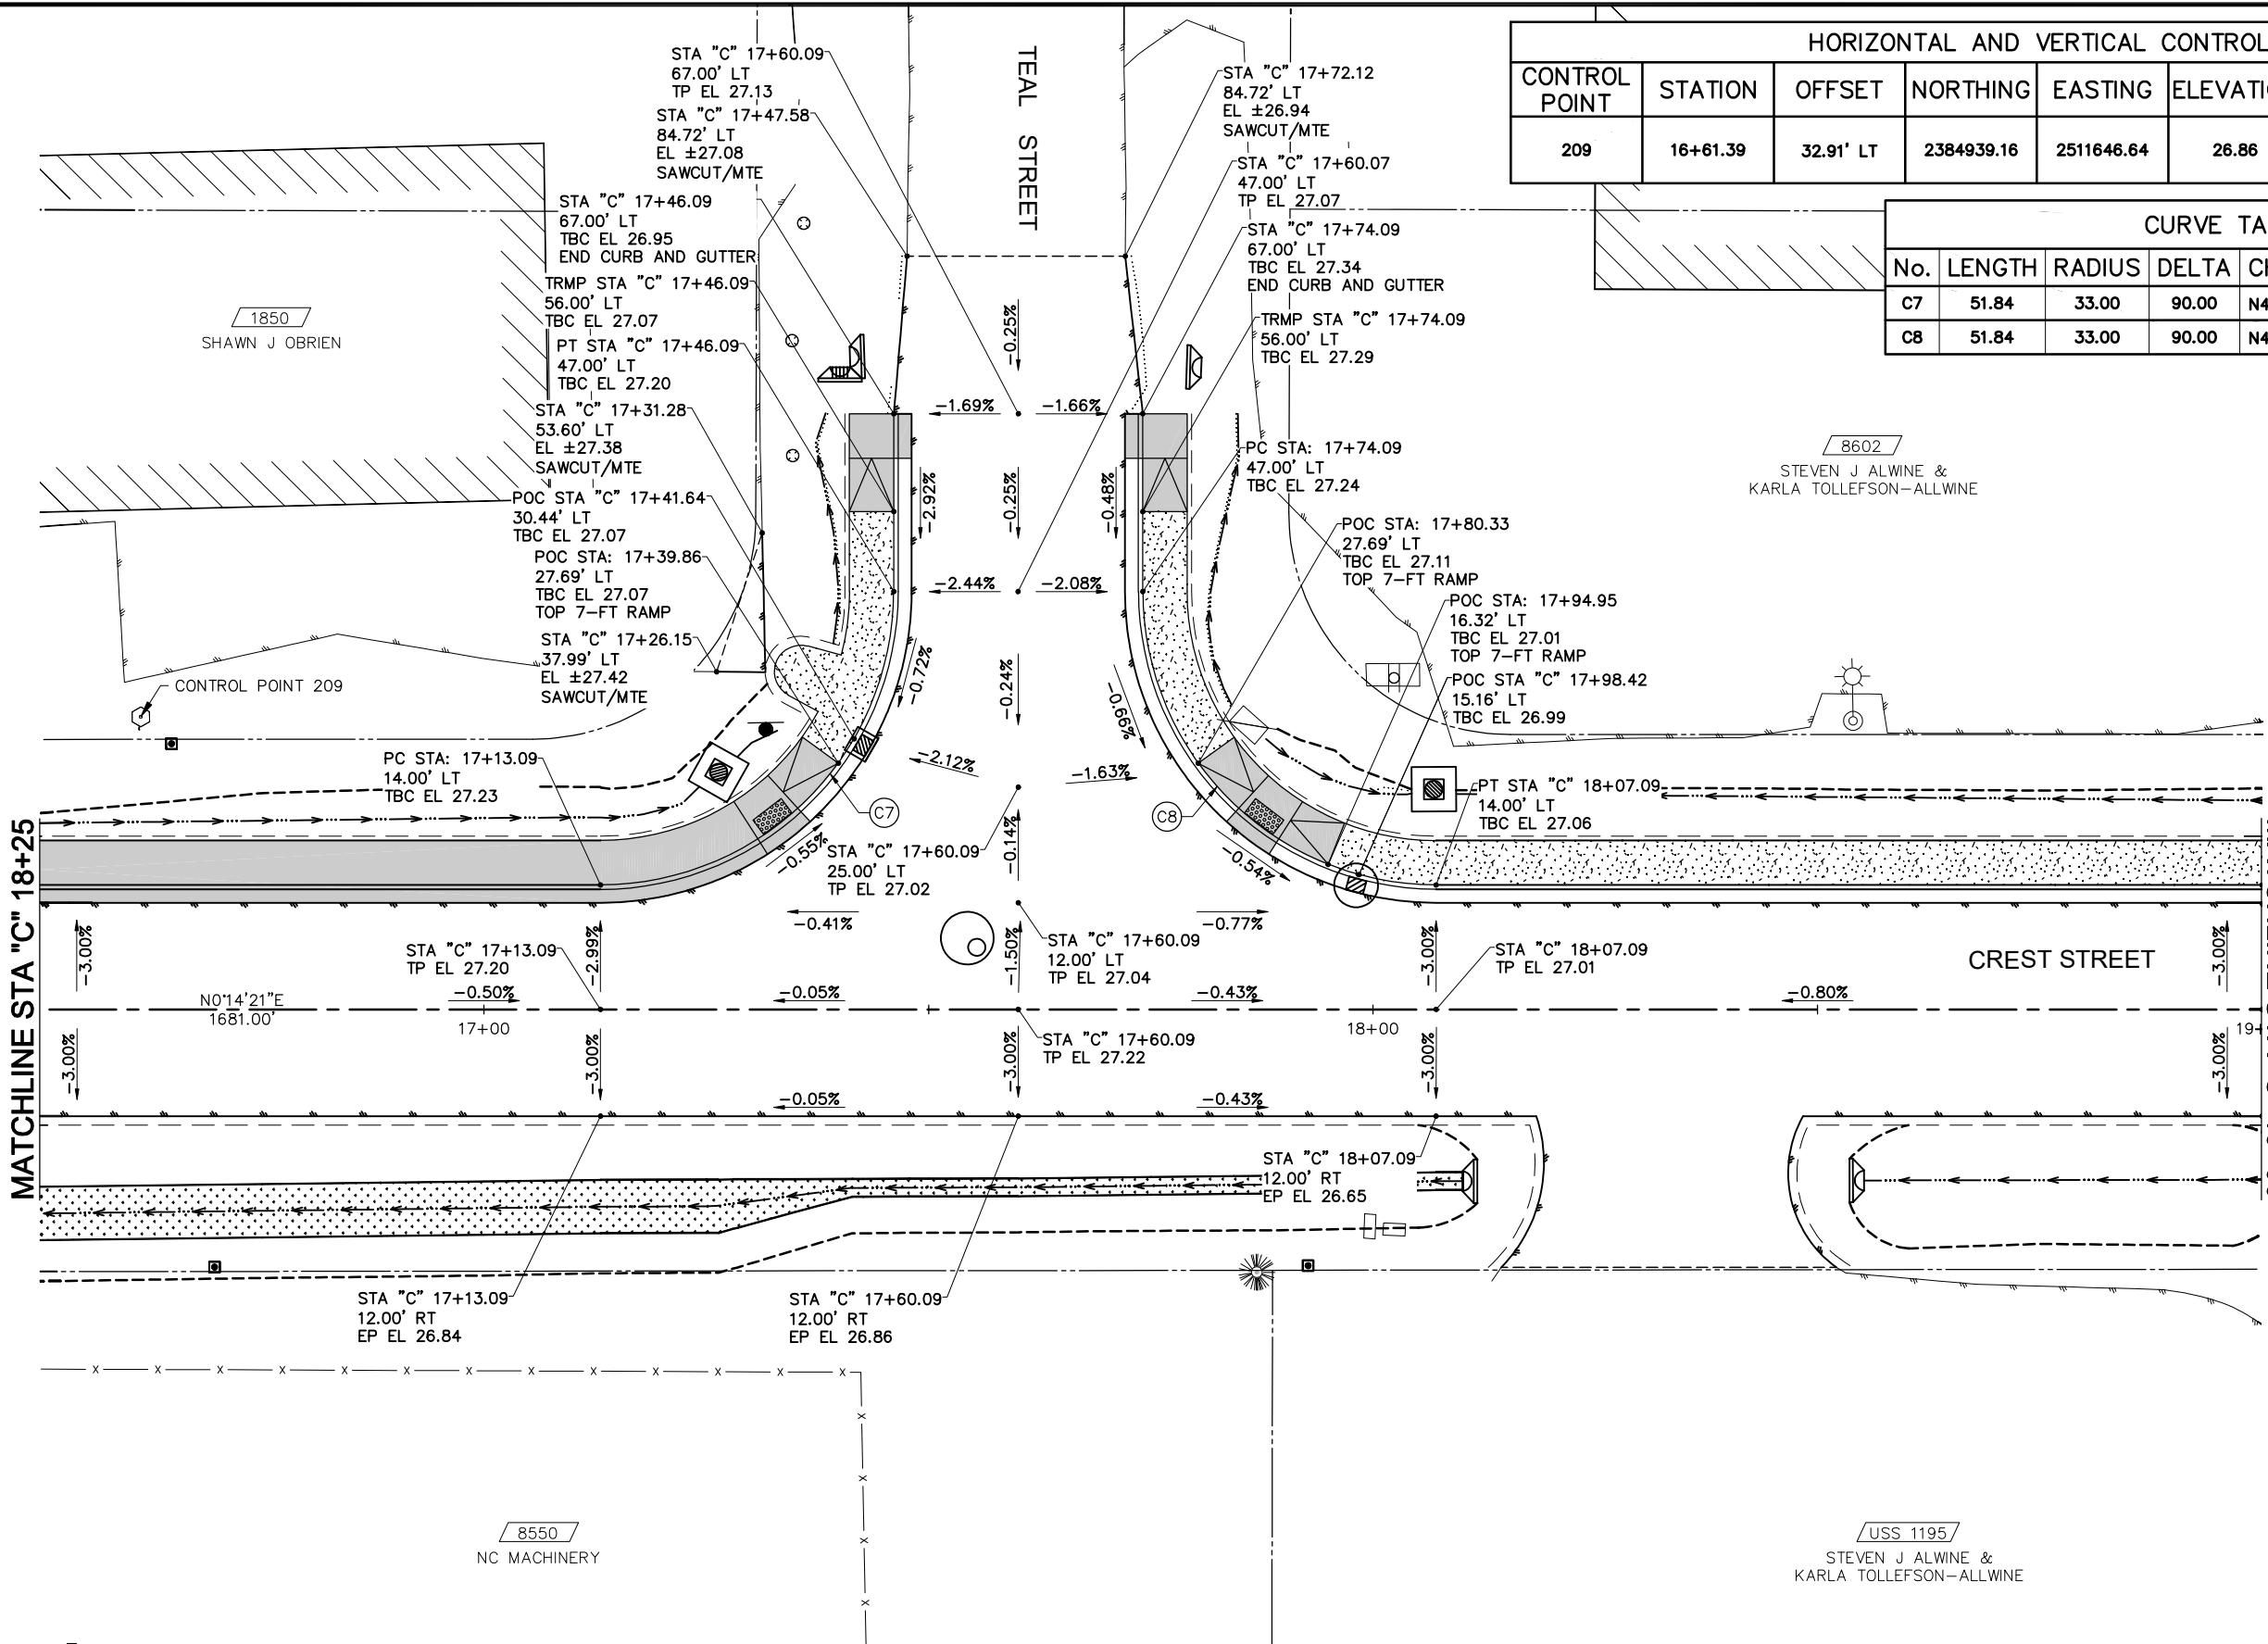 HORIZONTAL AND VERTICAL CONTROL
CONTROL POINT STATION OFFSET NORTHING EASTING
209 16+61.39 32.91' LT 2384939.16 2511646.64 26.86
CURVE
No. LENGTH RADIUS DELTA
C7 51.84 33.00 90.00
C8 51.84 33.00 90.00
TEAL STREET
STA "C" 17+60.09
67.00' LT
TP EL 27.13
STA "C" 17+47.58
84.72' LT
EL ±27.08
SAWCUT/MTE
STA "C" 17+46.09
67.00' LT
TBC EL 26.95
END CURB AND GUTTER
TRMP STA "C" 17+46.09
56.00' LT
TBC EL 27.07
PT STA "C" 17+46.09
47.00' LT
TBC EL 27.20
STA "C" 17+31.28
53.60' LT
EL ±27.38
SAWCUT/MTE
POC STA "C" 17+41.64
30.44' LT
TBC EL 27.07
POC STA: 17+39.86
27.69' LT
TBC EL 27.07
TOP 7-FT RAMP
STA "C" 17+26.15
37.99' LT
EL ±27.42
SAWCUT/MTE
PC STA: 17+13.09
14.00' LT
TBC EL 27.23
STA "C" 17+72.12
84.72' LT
EL ±26.94
SAWCUT/MTE
STA "C" 17+60.07
47.00' LT
TP EL 27.07
STA "C" 17+74.09
67.00' LT
TBC EL 27.34
END CURB AND GUTTER
TRMP STA "C" 17+74.09
56.00' LT
TBC EL 27.29
PC STA: 17+74.09
47.00' LT
TBC EL 27.24
POC STA: 17+80.33
27.69' LT
TBC EL 27.11
TOP 7-FT RAMP
POC STA: 17+94.95
16.32' LT
TBC EL 27.01
TOP 7-FT RAMP
POC STA "C" 17+98.42
15.16' LT
TBC EL 26.99
PT STA "C" 18+07.09
14.00' LT
TBC EL 27.06
1850
SHAWN J OBRIEN
8602
STEVEN J ALWINE &
KARLA TOLLEFSON-ALLWINE
CONTROL POINT 209
-0.25%
-1.69%
-1.66%
-2.92%
-0.25%
-0.48%
-2.44%
-2.08%
-0.72%
-0.24%
-0.66%
-2.12%
-1.63%
C7
C8
-0.55%
-0.14%
-0.54%
STA "C" 17+60.09
25.00' LT
TP EL 27.02
-0.41%
-0.77%
MATCHLINE STA "C" 18+25
-3.00%
STA "C" 17+13.09
TP EL 27.20
-2.99%
-1.50%
STA "C" 17+60.09
12.00' LT
TP EL 27.04
-3.00%
STA "C" 18+07.09
TP EL 27.01
CREST STREET
-3.00%
N0°14'21"E
1681.00'
-0.50%
-0.05%
-0.43%
-0.80%
17+00
18+00
19+
STA "C" 17+60.09
TP EL 27.22
-3.00%
-3.00%
-3.00%
-3.00%
-3.00%
-0.05%
-0.43%
STA "C" 18+07.09
12.00' RT
EP EL 26.65
STA "C" 17+13.09
12.00' RT
EP EL 26.84
STA "C" 17+60.09
12.00' RT
EP EL 26.86
8550
NC MACHINERY
USS 1195
STEVEN J ALWINE &
KARLA TOLLEFSON-ALLWINE